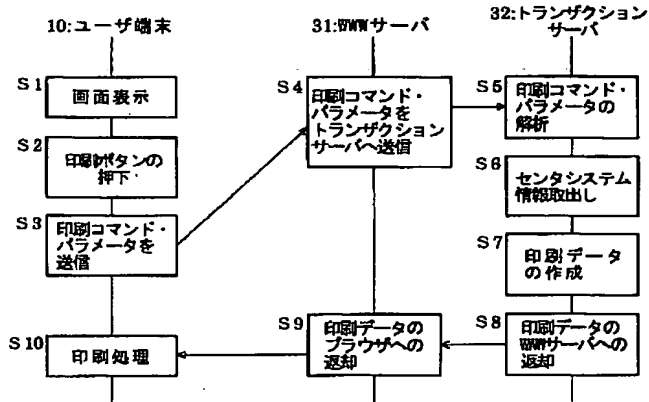 10:ユーザ端末
31:WWWサーバ
32:トランザクション
サーバ
S1
画面表示
S2
印刷ボタンの
押下
S3
印刷コマンド・
パラメータを
送信
S4
印刷コマンド・
パラメータを
トランザクション
サーバへ送信
S5
印刷コマンド・
パラメータの
解析
S6
センタシステム
情報取出し
S7
印刷データ
の作成
S8
印刷データの
WWWサーバへの
返却
S9
印刷データの
ブラウザへの
返却
S10
印刷処理